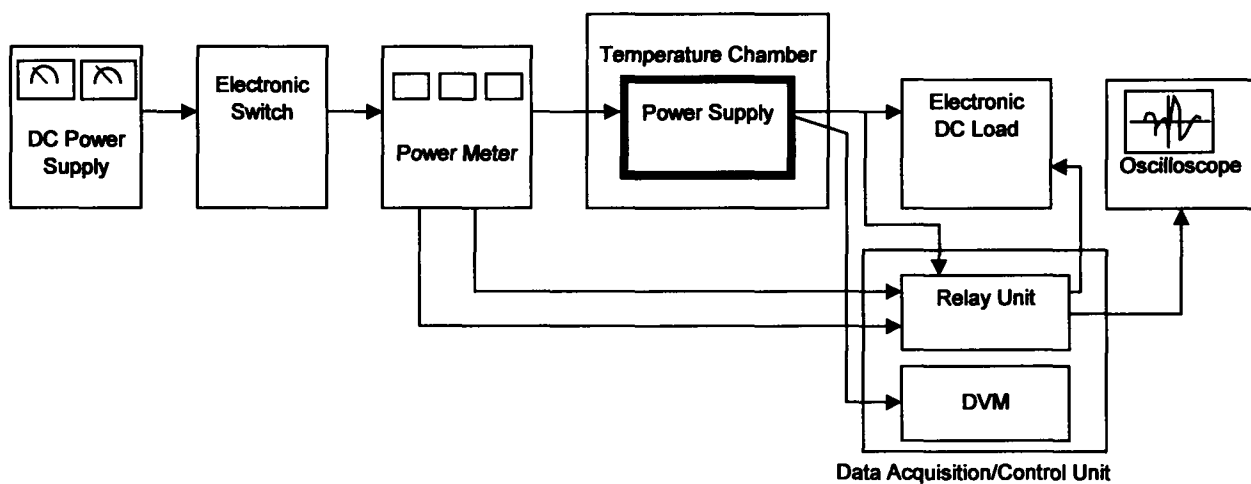 DC Power
Supply
Electronic
Switch
Power Meter
Temperature Chamber
Power Supply
Electronic
DC Load
Oscilloscope
Relay Unit
DVM
Data Acquisition/Control Unit